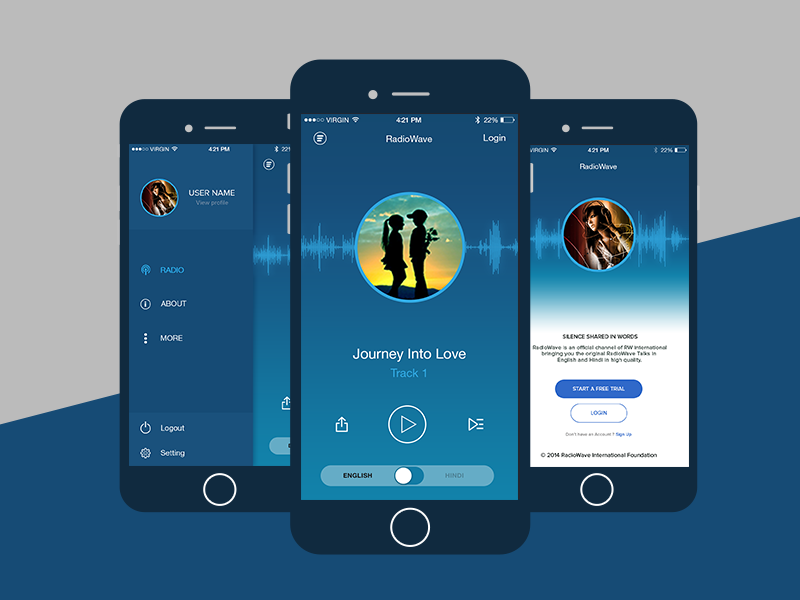 VIRGIN 4:21 PM 22
USER NAME
View profile
RADIO
ABOUT
MORE
Logout
Setting
VIRGIN 4:21 PM 22%
RadioWave Login
Journey Into Love
Track 1
ENGLISH HINDI
VIRGIN 4:21 PM 22%
RadioWave
SILENCE SHARED IN WORDS
RadioWave is an official channel of RW International
bringing you the original RadioWave Talks in
English and Hindi in high quality.
START A FREE TRIAL
LOGIN
Don't have an Account ? Sign Up
© 2014 RadioWave International Foundation